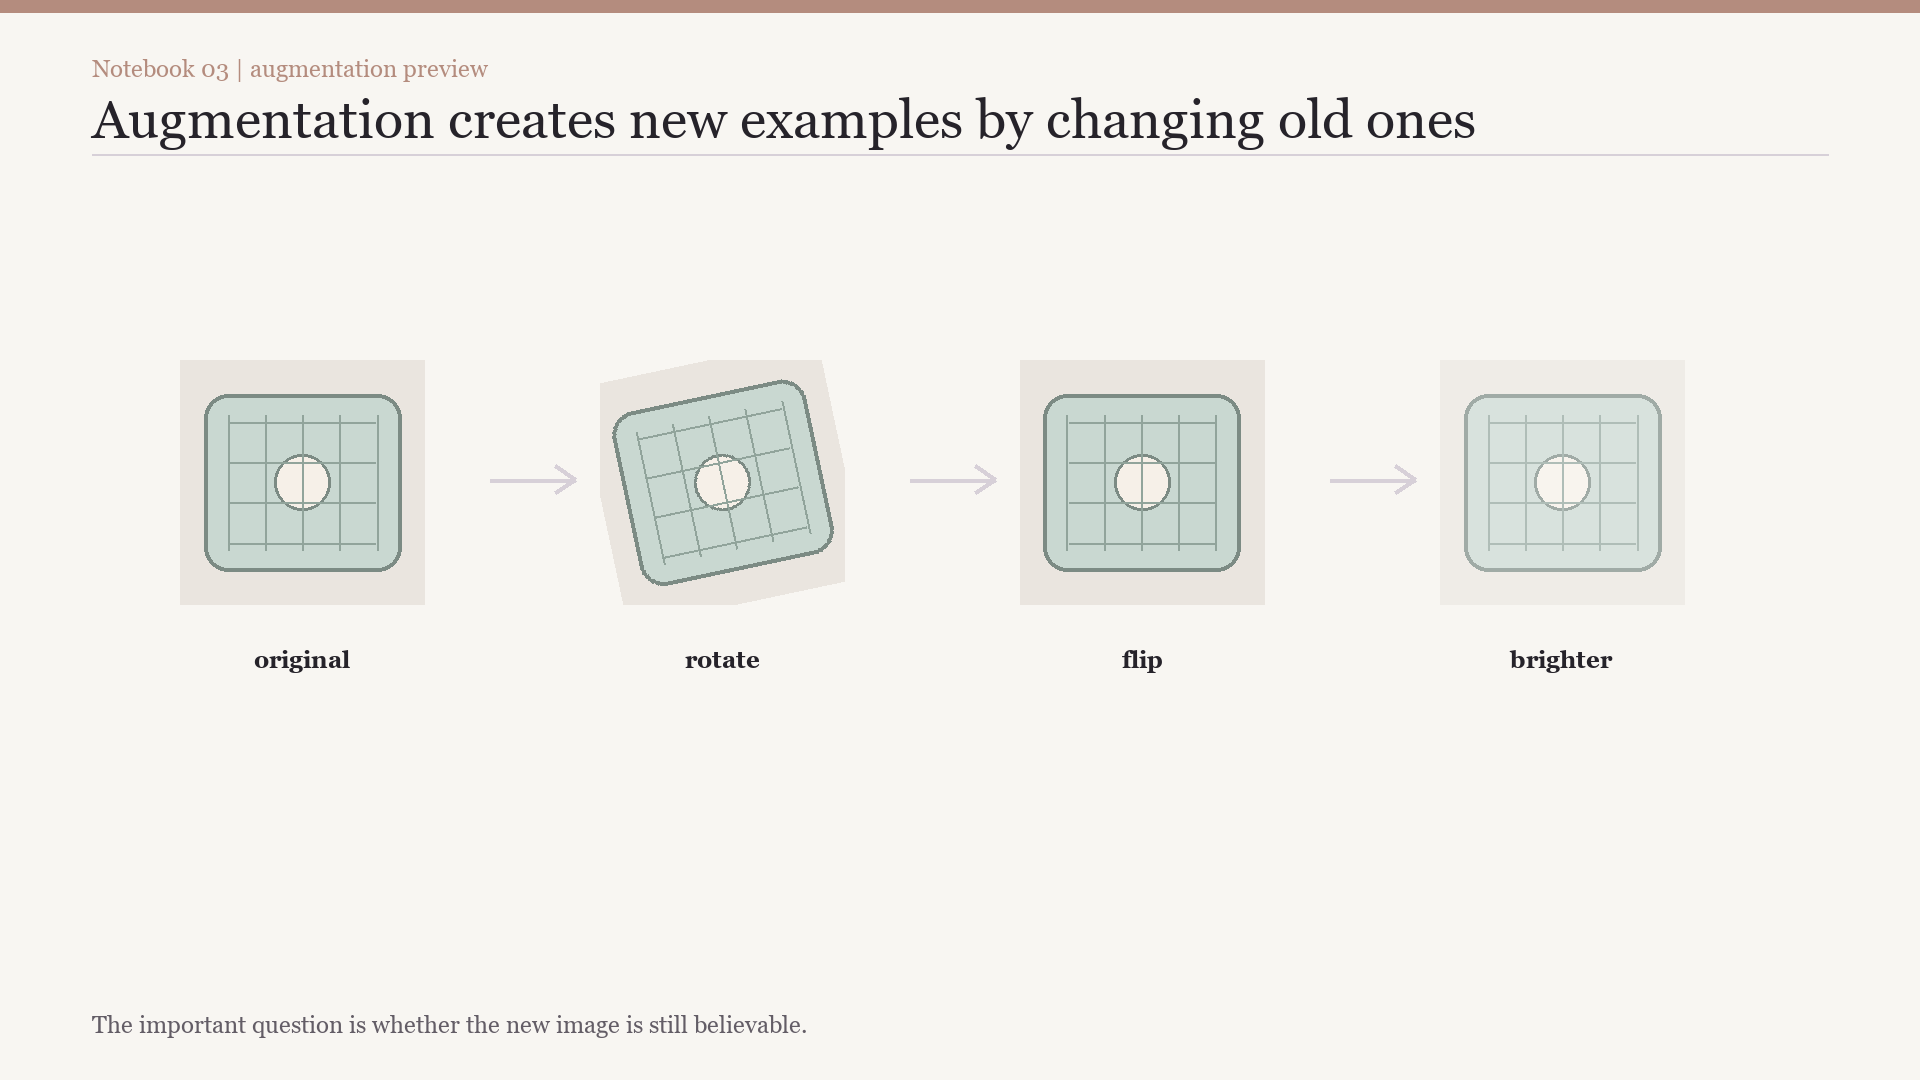 Notebook 03 | augmentation preview
Augmentation creates new examples by changing old ones
original
rotate
flip
brighter
The important question is whether the new image is still believable.